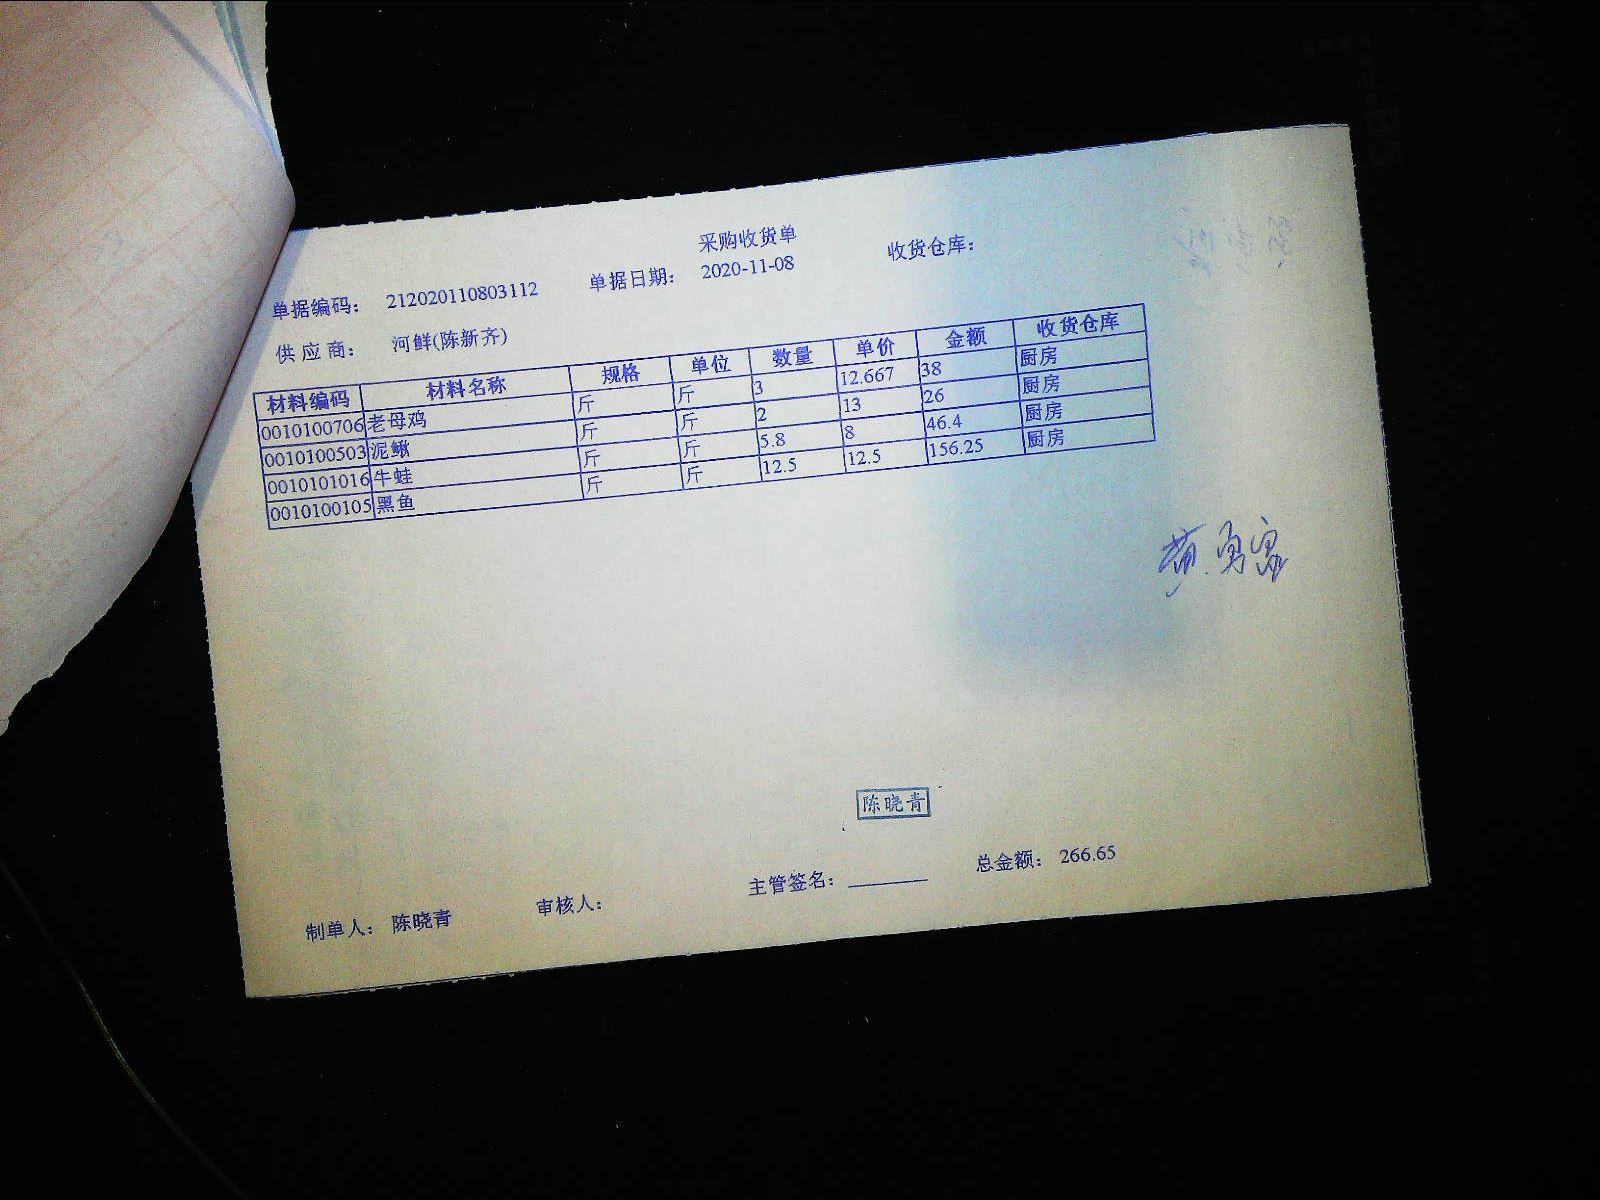 采购收货单
单据编码： 212020110803112 单据日期： 2020-11-08 收货仓库：
供应商： 河鲜(陈新齐)
材料编码 材料名称 规格 单位 数量 单价 金额 收货仓库
0010100706 老母鸡 斤 斤 3 12.667 38 厨房
0010100503 泥鳅 斤 斤 2 13 26 厨房
0010101016 牛蛙 斤 斤 5.8 8 46.4 厨房
0010100105 黑鱼 斤 斤 12.5 12.5 156.25 厨房
陈晓青
制单人： 陈晓青 审核人： 主管签名： 总金额： 266.65